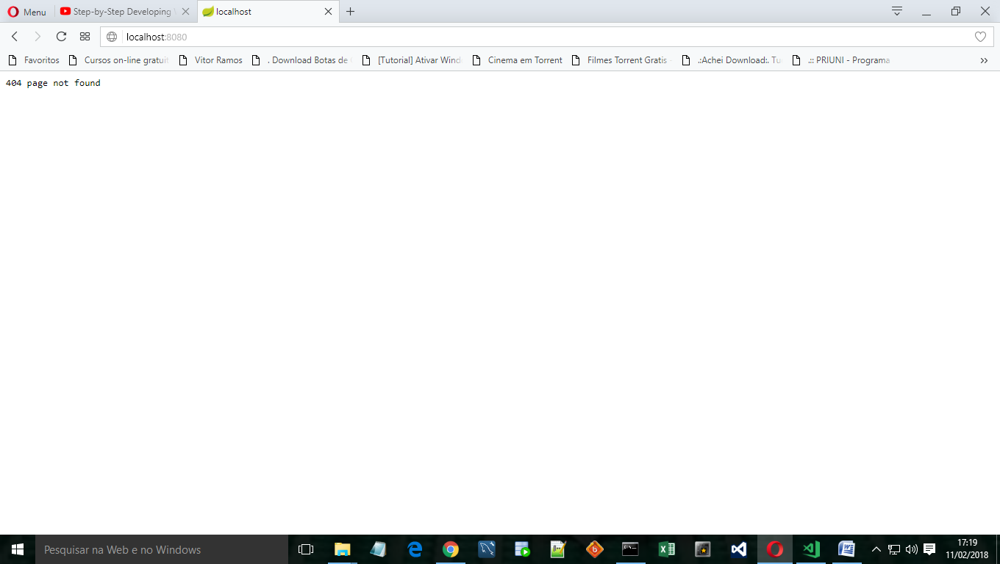 Menu
Step-by-Step Developing
localhost
localhost:8080
Favoritos
Cursos on-line gratuit
Vitor Ramos
. Download Botas de
[Tutorial] Ativar Wind
Cinema em Torrent
Filmes Torrent Gratis -
.:Achei Download:. Tu
.:: PRIUNI - Programa
404 page not found
Pesquisar na Web e no Windows
17:19
11/02/2018